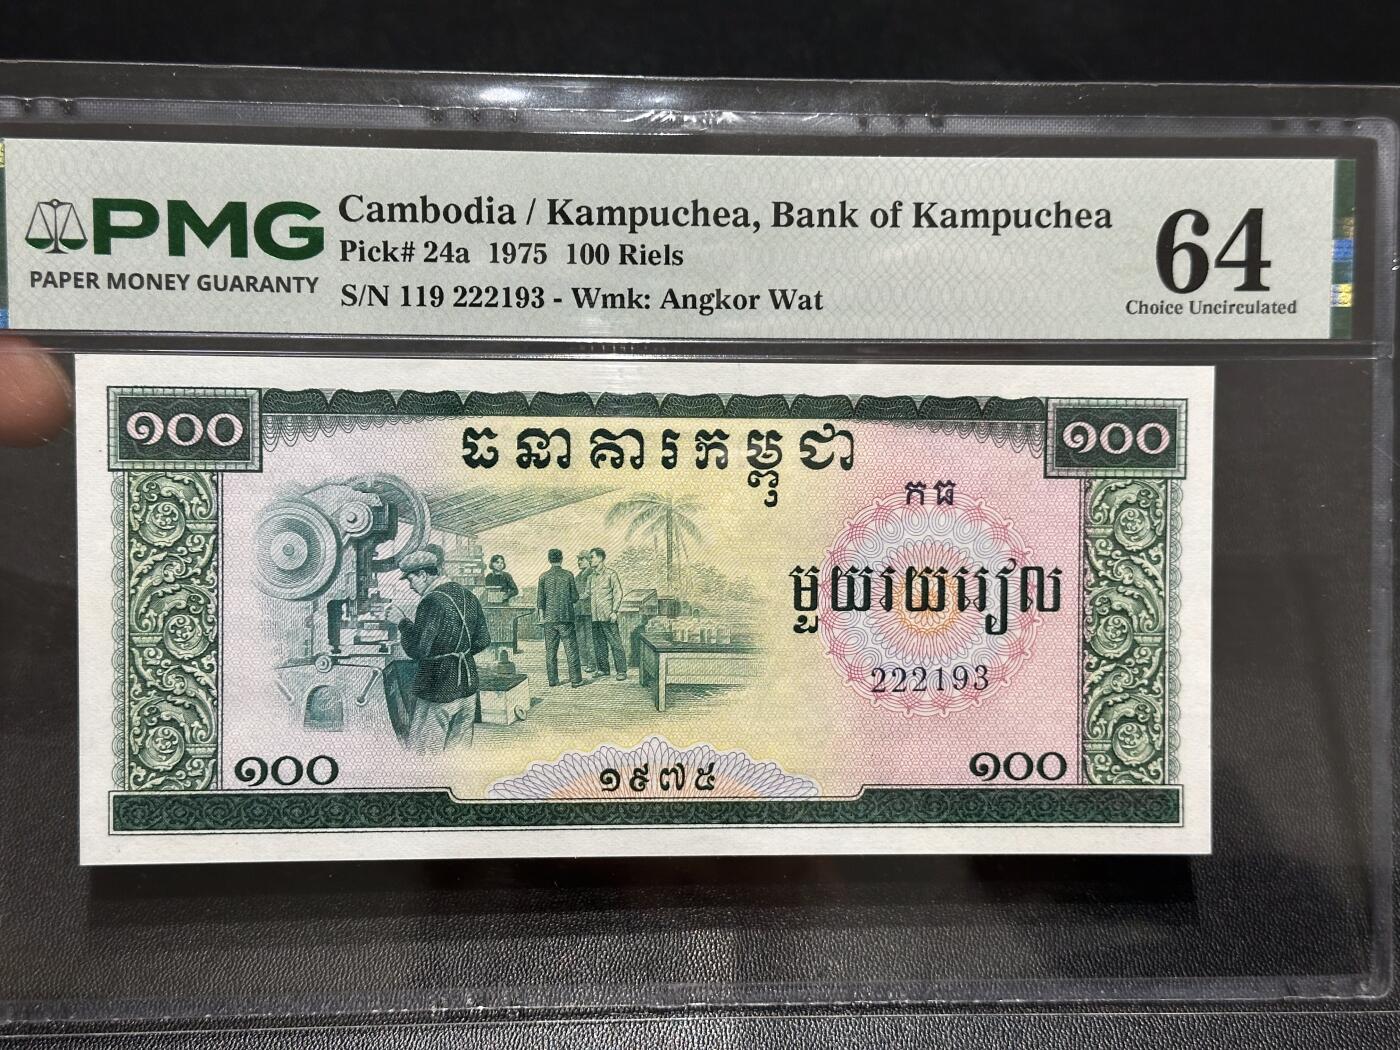 PMG
PAPER MONEY GUARANTY
Cambodia / Kampuchea, Bank of Kampuchea
Pick# 24a 1975 100 Riels
S/N 119 222193 - Wmk: Angkor Wat
64
Choice Uncirculated
១០០
ធនាគារកម្ពុជា
១០០
កធ
មួយរយរៀល
222193
១០០
១៩៧៥
១០០